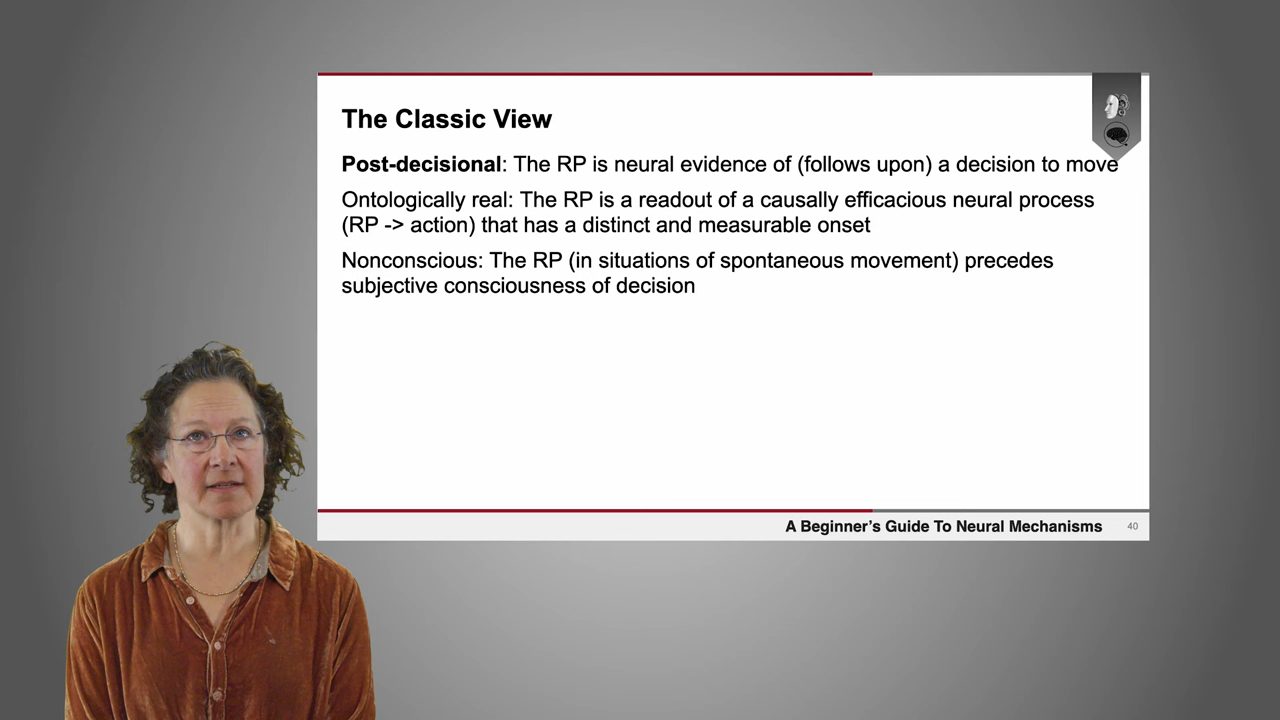 The Classic View
Post-decisional: The RP is neural evidence of (follows upon) a decision to move
Ontologically real: The RP is a readout of a causally efficacious neural process
(RP -> action) that has a distinct and measurable onset
Nonconscious: The RP (in situations of spontaneous movement) precedes
subjective consciousness of decision
A Beginner's Guide To Neural Mechanisms 40